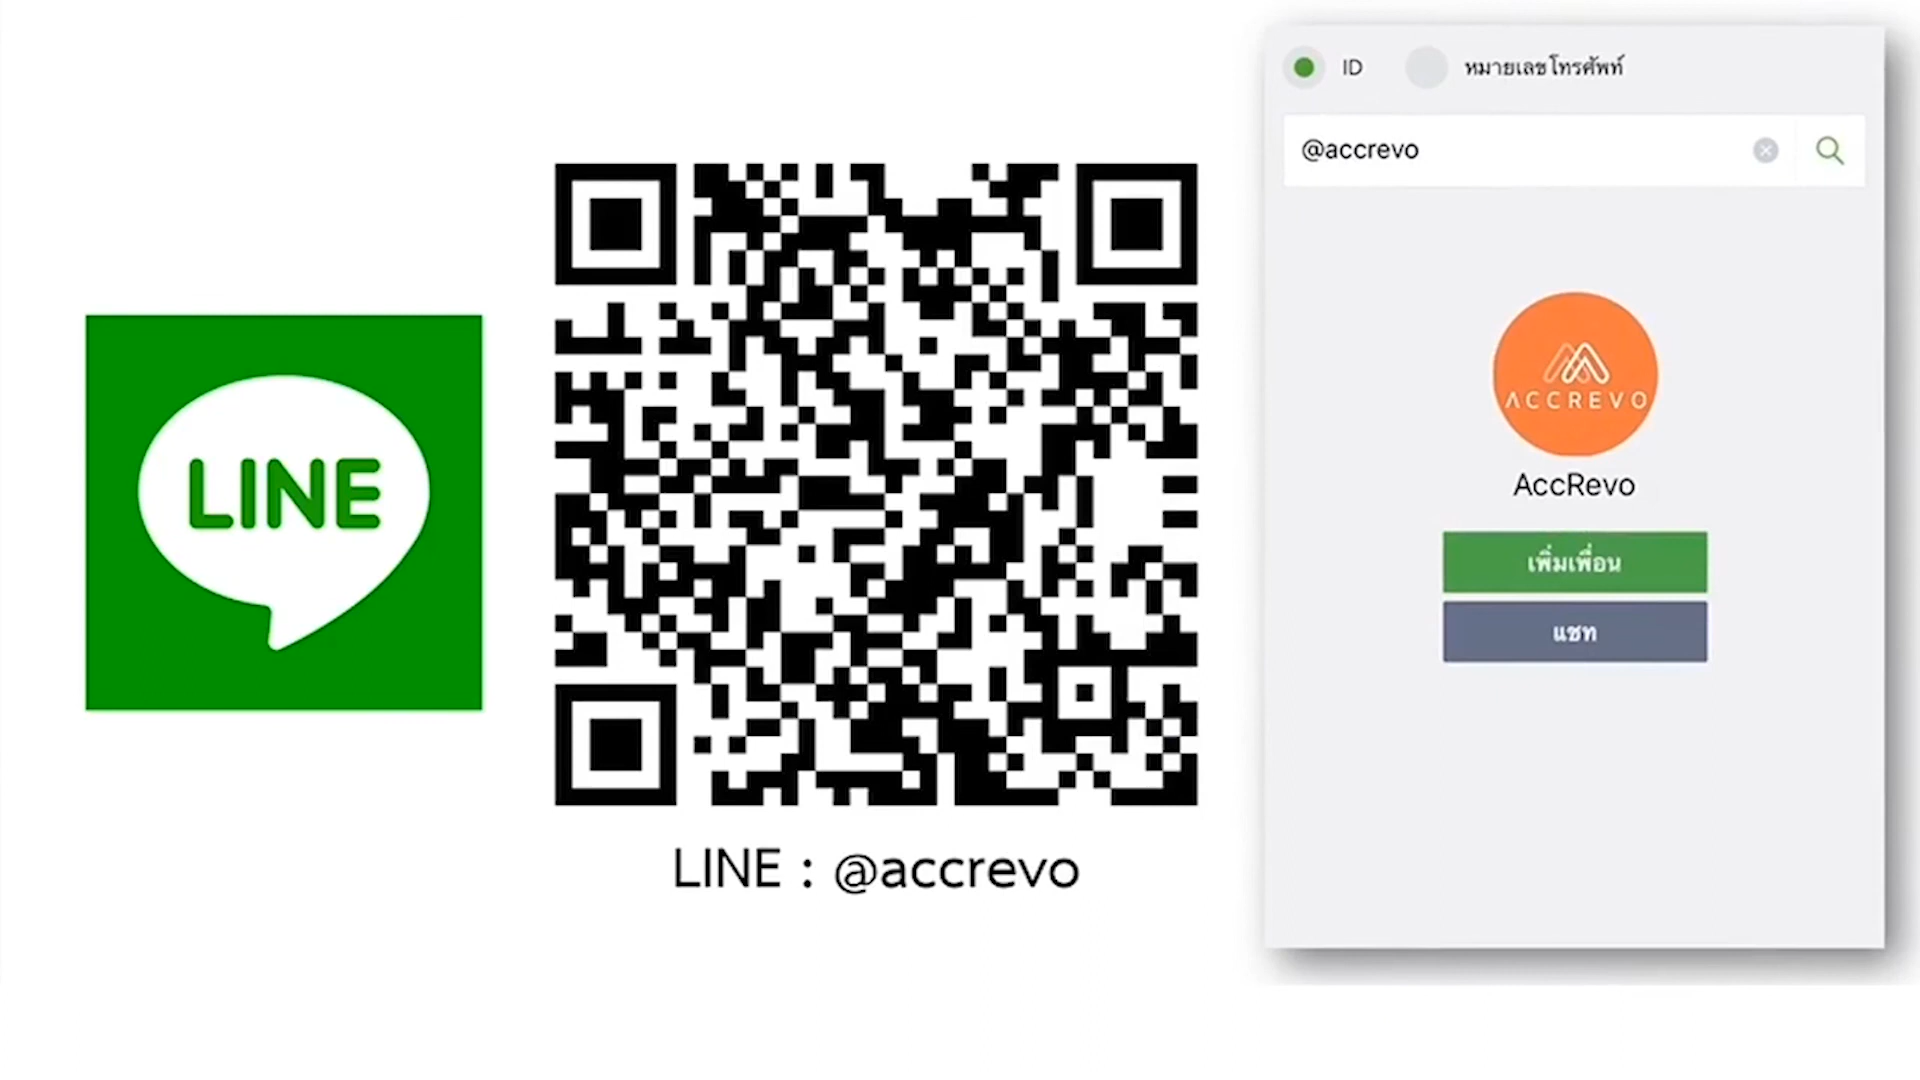 LINE
LINE : @accrevo
ID หมายเลขโทรศัพท์
@accrevo
ACCREVO
AccRevo
เพิ่มเพื่อน
แชท